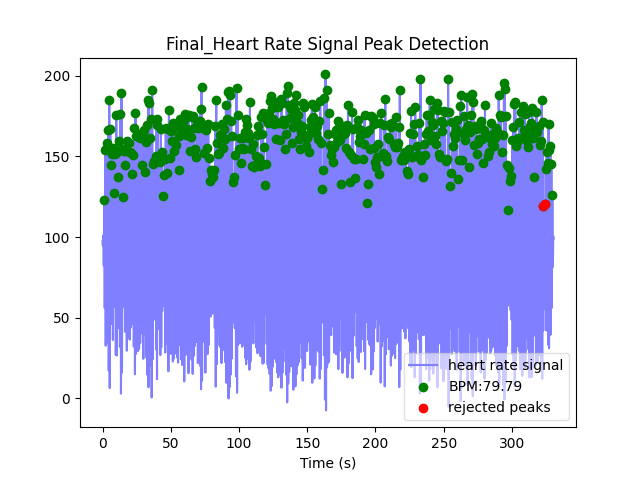 Final_Heart Rate Signal Peak Detection
200
150
100
50
0
heart rate signal
BPM:79.79
rejected peaks
0 50 100 150 200 250 300
Time (s)